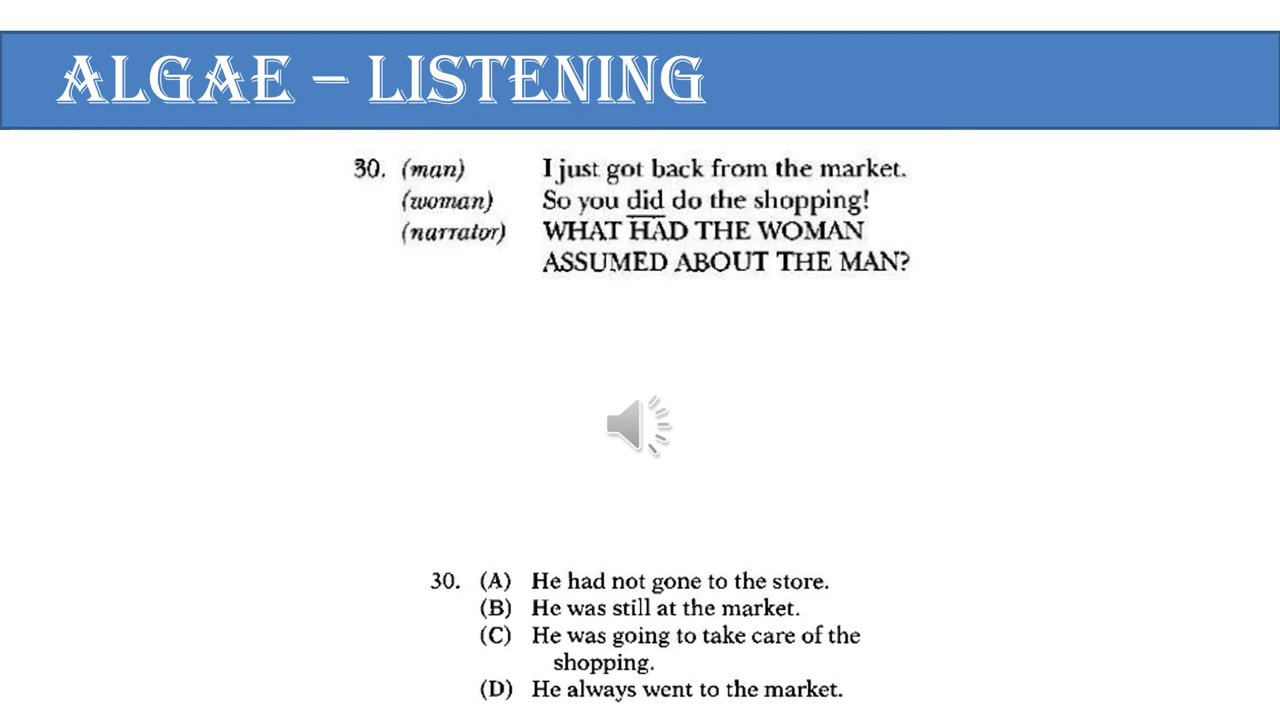 ALGAE – LISTENING
30. (man) I just got back from the market.
(woman) So you did do the shopping!
(narrator) WHAT HAD THE WOMAN
ASSUMED ABOUT THE MAN?
30. (A) He had not gone to the store.
(B) He was still at the market.
(C) He was going to take care of the
shopping.
(D) He always went to the market.